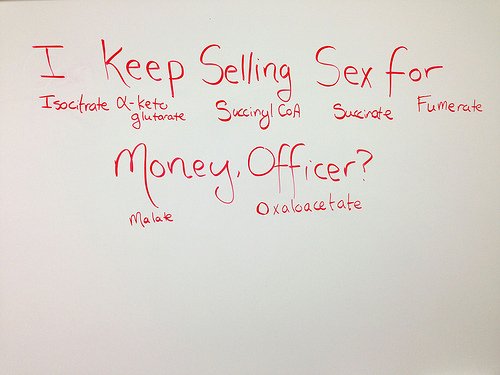 I Keep Selling Sex for
Isocitrate α-keto Succinyl CoA Succinate Fumerate
glutarate
Money, Officer?
Malate Oxaloacetate